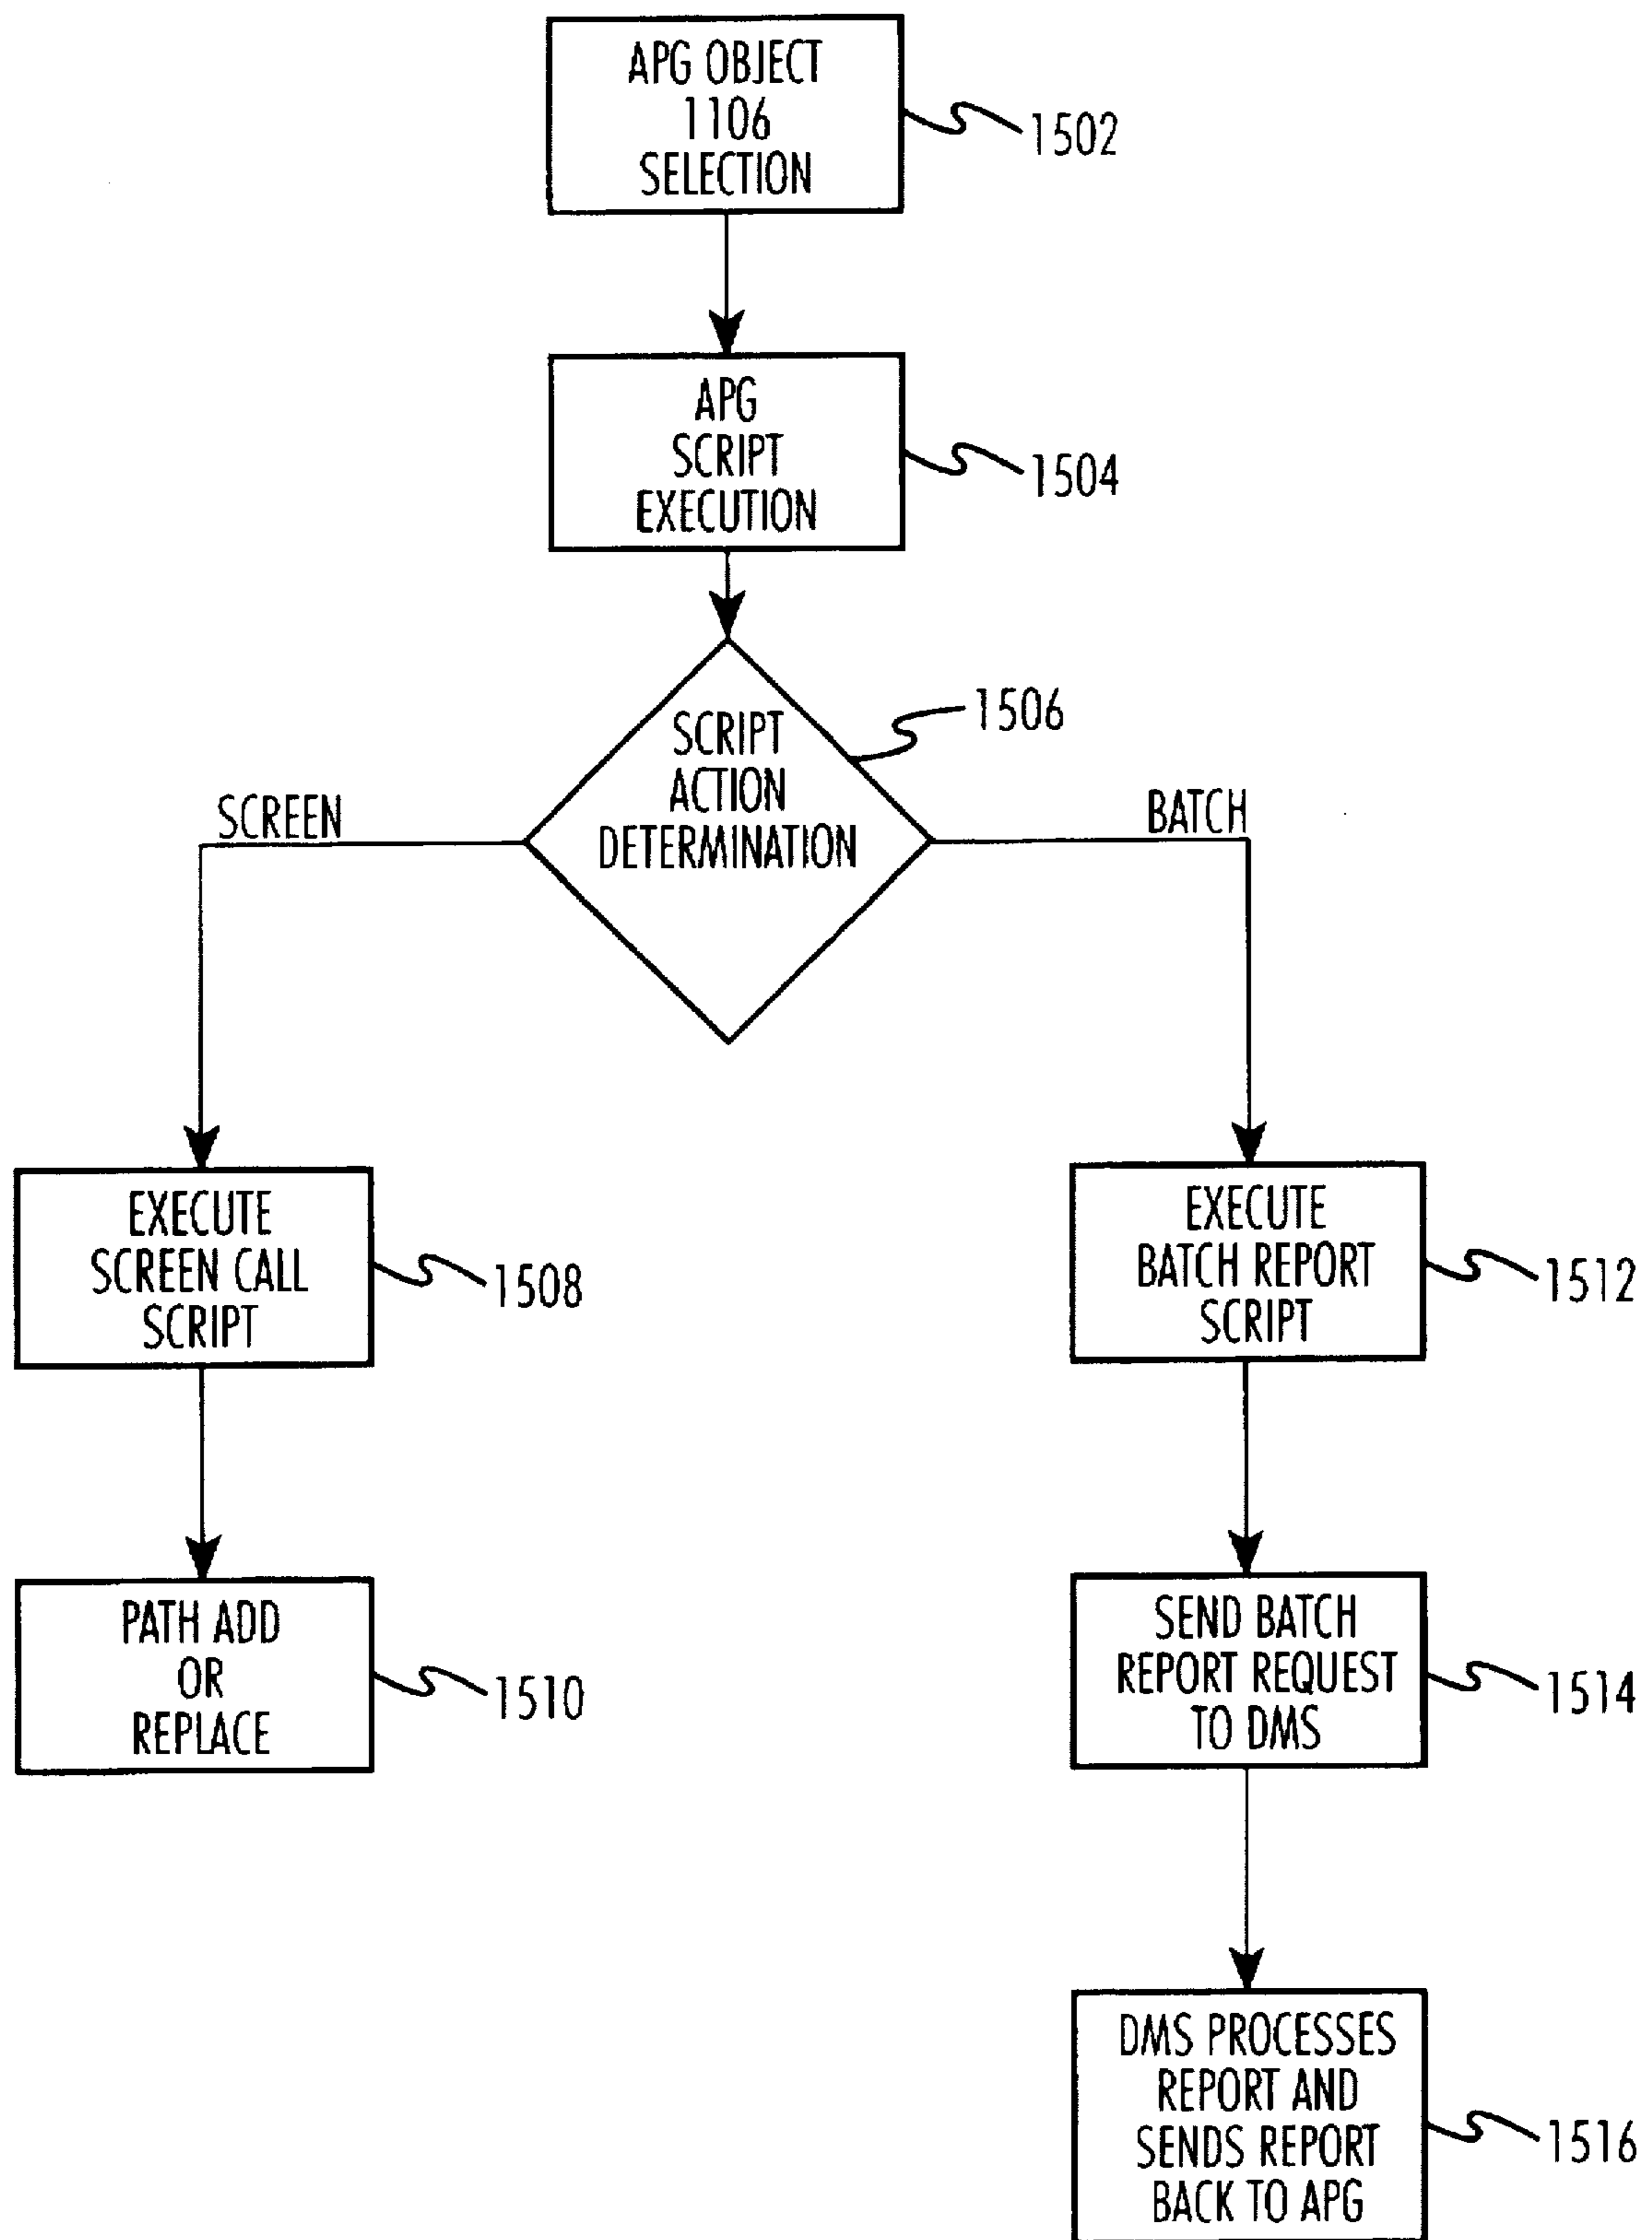 APG OBJECT
1106
SELECTION
1502
APG
SCRIPT
EXECUTION
1504
SCRIPT
ACTION
DETERMINATION
1506
SCREEN
BATCH
EXECUTE
SCREEN CALL
SCRIPT
1508
EXECUTE
BATCH REPORT
SCRIPT
1512
PATH ADD
OR
REPLACE
1510
SEND BATCH
REPORT REQUEST
TO DMS
1514
DMS PROCESSES
REPORT AND
SENDS REPORT
BACK TO APG
1516